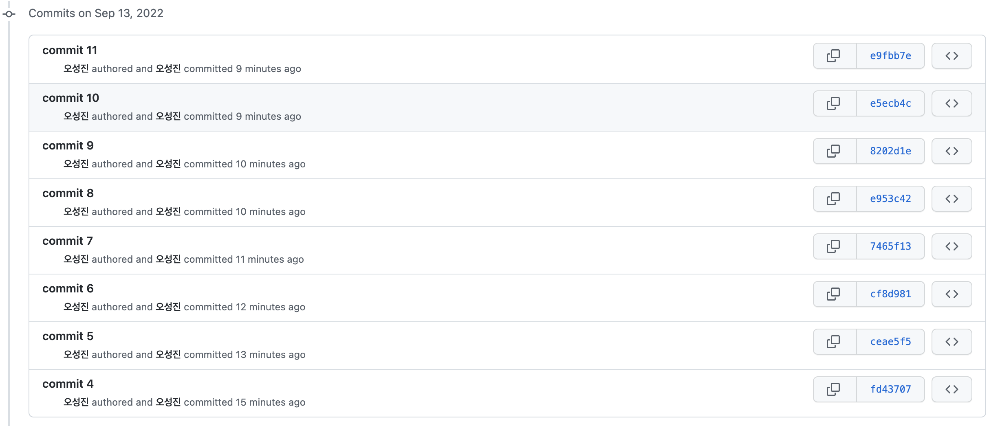 Commits on Sep 13, 2022
commit 11
e9fbb7e
오성진 authored and 오성진 committed 9 minutes ago
commit 10
e5ecb4c
오성진 authored and 오성진 committed 9 minutes ago
commit 9
8202d1e
오성진 authored and 오성진 committed 10 minutes ago
commit 8
e953c42
오성진 authored and 오성진 committed 10 minutes ago
commit 7
7465f13
오성진 authored and 오성진 committed 11 minutes ago
commit 6
cf8d981
오성진 authored and 오성진 committed 12 minutes ago
commit 5
ceae5f5
오성진 authored and 오성진 committed 13 minutes ago
commit 4
fd43707
오성진 authored and 오성진 committed 15 minutes ago